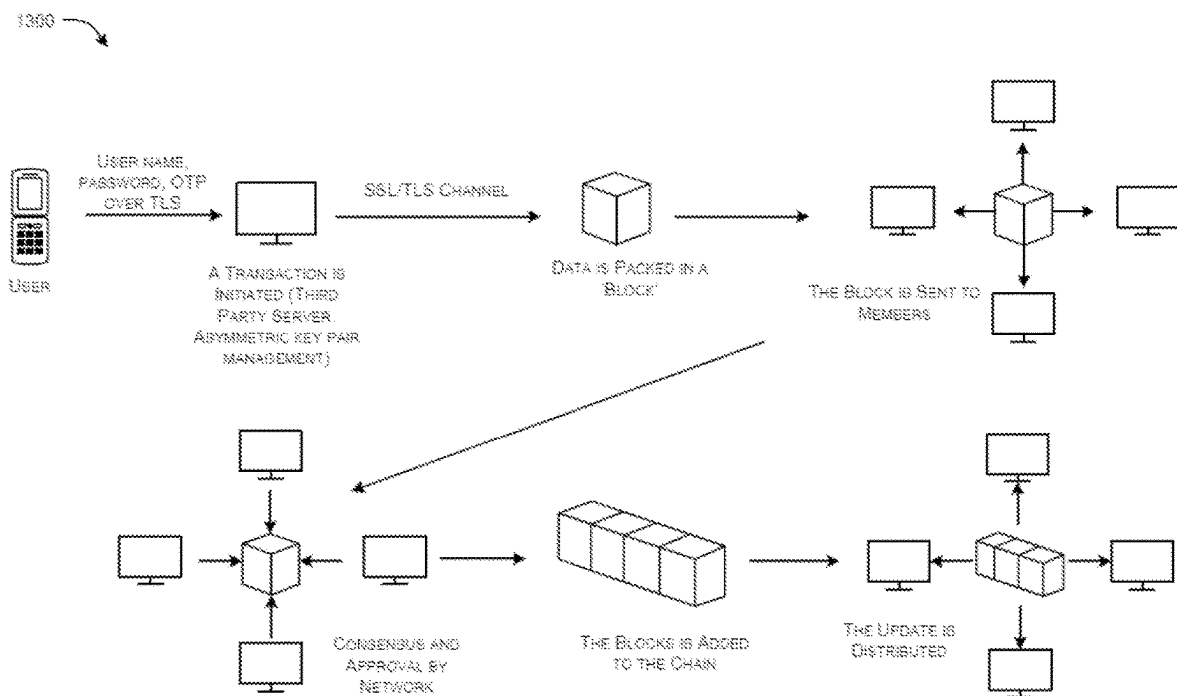 1300
USER NAME,
PASSWORD, OTP
OVER TLS
SSL/TLS CHANNEL
USER
A TRANSACTION IS
INITIATED (THIRD
PARTY SERVER
ASYMMETRIC KEY PAIR
MANAGEMENT)
DATA IS PACKED IN A
'BLOCK'
THE BLOCK IS SENT TO
MEMBERS
CONSENSUS AND
APPROVAL BY
NETWORK
THE BLOCKS IS ADDED
TO THE CHAIN
THE UPDATE IS
DISTRIBUTED